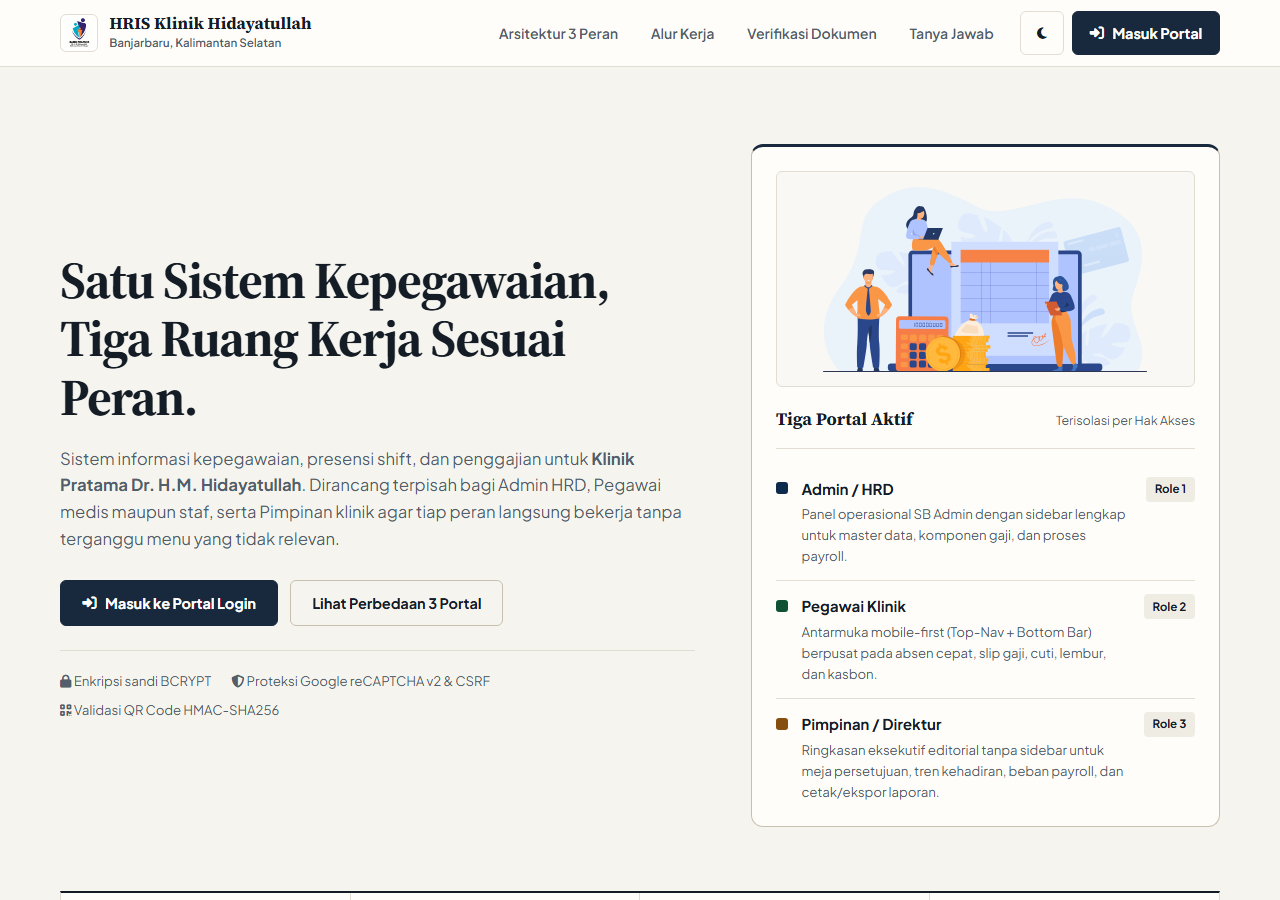 HRIS Klinik Hidayatullah
Banjarbaru, Kalimantan Selatan
Arsitektur 3 Peran
Alur Kerja
Verifikasi Dokumen
Tanya Jawab
Masuk Portal
Satu Sistem Kepegawaian,
Tiga Ruang Kerja Sesuai
Peran.
Sistem informasi kepegawaian, presensi shift, dan penggajian untuk Klinik
Pratama Dr. H.M. Hidayatullah. Dirancang terpisah bagi Admin HRD, Pegawai
medis maupun staf, serta Pimpinan klinik agar tiap peran langsung bekerja tanpa
terganggu menu yang tidak relevan.
Masuk ke Portal Login
Lihat Perbedaan 3 Portal
Enkripsi sandi BCRYPT
Proteksi Google reCAPTCHA v2 & CSRF
Validasi QR Code HMAC-SHA256
Tiga Portal Aktif
Terisolasi per Hak Akses
Admin / HRD
Role 1
Panel operasional SB Admin dengan sidebar lengkap
untuk master data, komponen gaji, dan proses
payroll.
Pegawai Klinik
Role 2
Antarmuka mobile-first (Top-Nav + Bottom Bar)
berpusat pada absen cepat, slip gaji, cuti, lembur,
dan kasbon.
Pimpinan / Direktur
Role 3
Ringkasan eksekutif editorial tanpa sidebar untuk
meja persetujuan, tren kehadiran, beban payroll, dan
cetak/ekspor laporan.